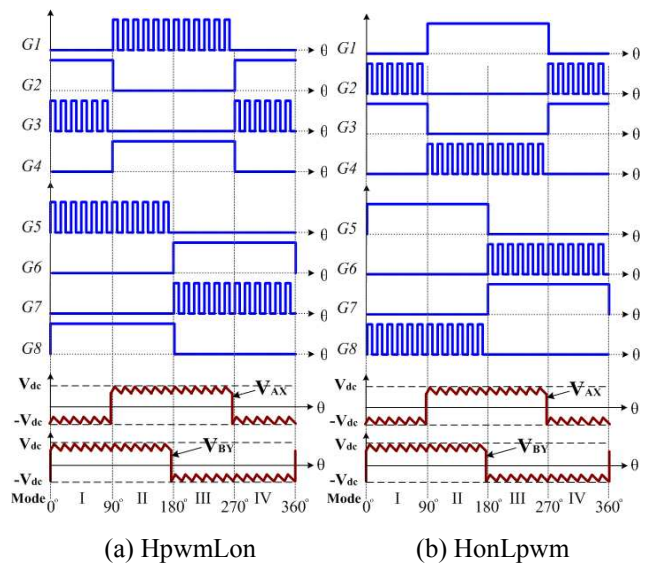 G1 θ
G2 θ
G3 θ
G4 θ
G5 θ
G6 θ
G7 θ
G8 θ
Vdc VAX
θ
-Vdc
Vdc VBY
θ
-Vdc
Mode I II III IV
0° 90° 180° 270° 360°
(a) HpwmLon
G1 θ
G2 θ
G3 θ
G4 θ
G5 θ
G6 θ
G7 θ
G8 θ
Vdc VAX
θ
-Vdc
Vdc VBY
θ
-Vdc
Mode I II III IV
0° 90° 180° 270° 360°
(b) HonLpwm